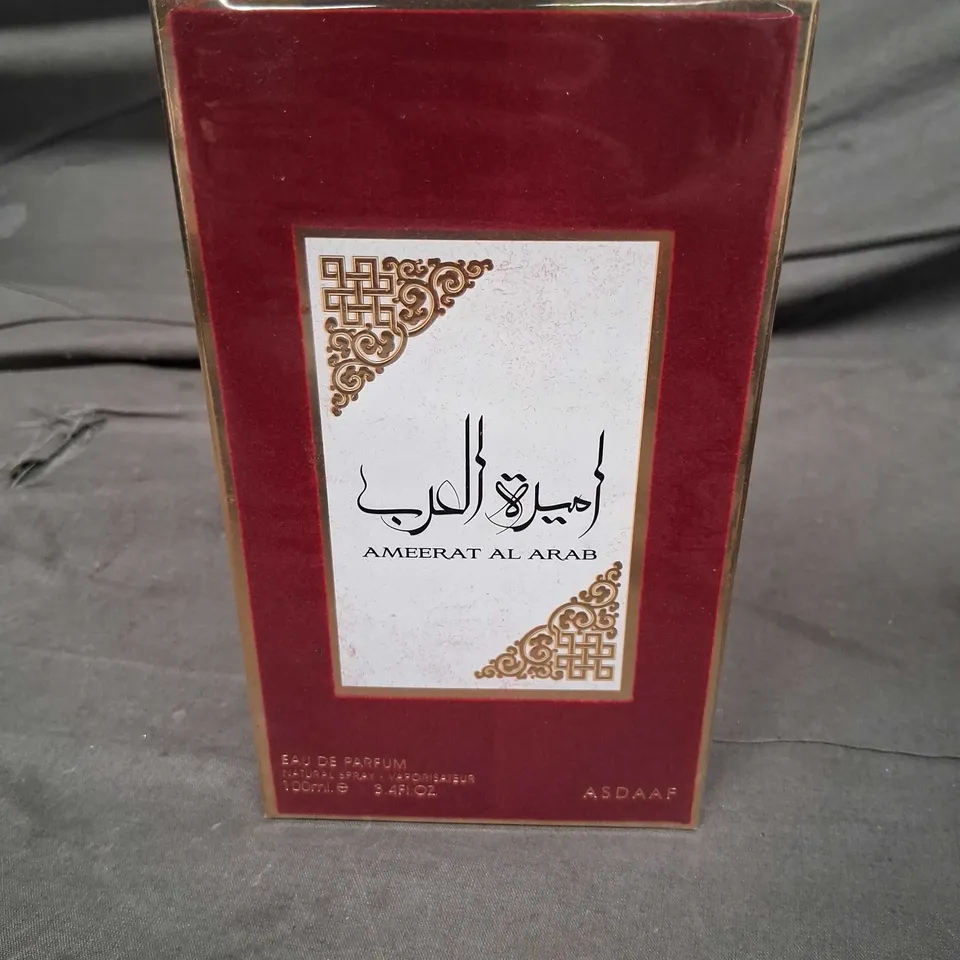 اميرة العرب
AMEERAT AL ARAB
EAU DE PARFUM
NATURAL SPRAY - VAPORISATEUR
100ml.℮ 3.4Fl.OZ
ASDAAF